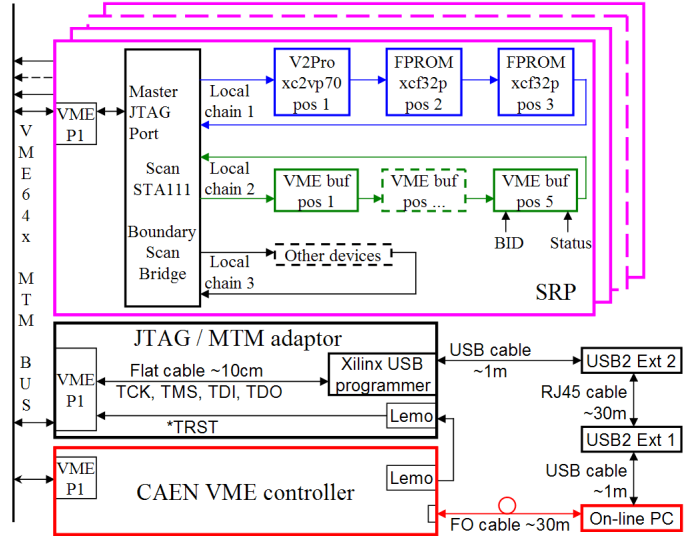 VME64x MTM BUS
VME
P1
Master
JTAG
Port
Scan
STA111
Boundary
Scan
Bridge
Local
chain 1
V2Pro
xc2vp70
pos 1
FPROM
xcf32p
pos 2
FPROM
xcf32p
pos 3
Local
chain 2
VME buf
pos 1
VME buf
pos ...
VME buf
pos 5
BID
Status
Local
chain 3
Other devices
SRP
JTAG / MTM adaptor
VME
P1
Flat cable ~10cm
TCK, TMS, TDI, TDO
Xilinx USB
programmer
*TRST
Lemo
USB cable
~1m
USB2 Ext 2
RJ45 cable
~30m
USB2 Ext 1
USB cable
~1m
VME
P1
CAEN VME controller
Lemo
FO cable ~30m
On-line PC